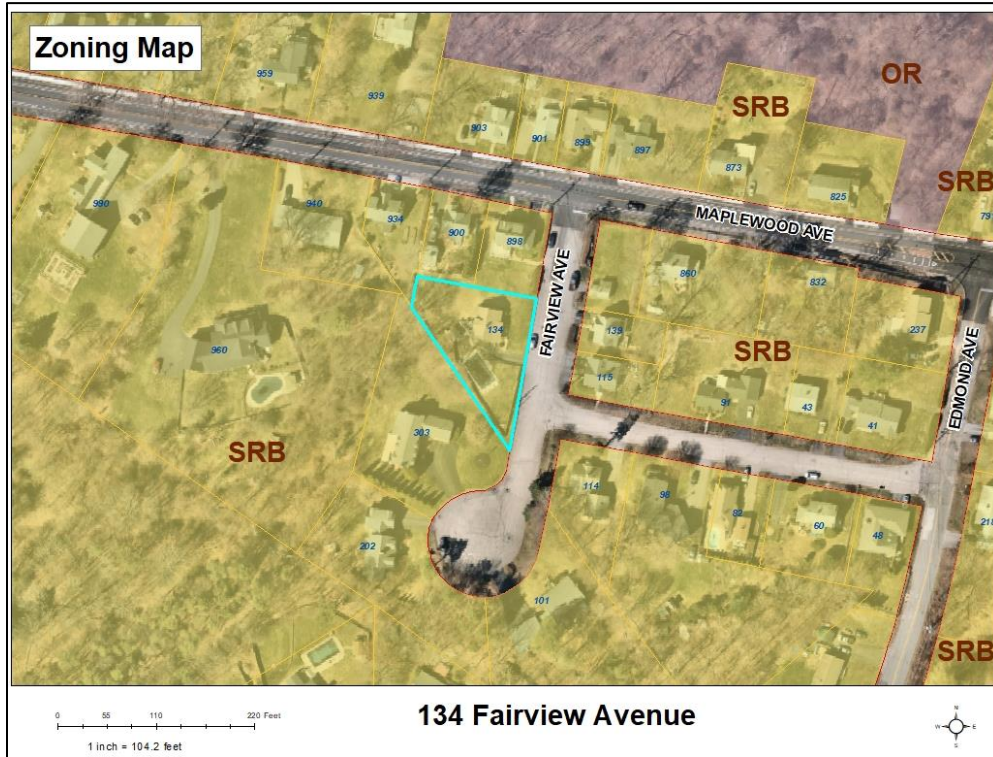 Zoning Map
OR
SRB
SRB
959
939
903
901
899
897
873
825
79
MAPLEWOOD AVE
990
940
934
900
898
860
832
237
FAIRVIEW AVE
EDMOND AVE
134
139
SRB
960
115
91
43
41
303
SRB
114
98
82
60
48
218
202
101
SRB
0 55 110 220 Feet
1 inch = 104.2 feet
134 Fairview Avenue
N
W E
S